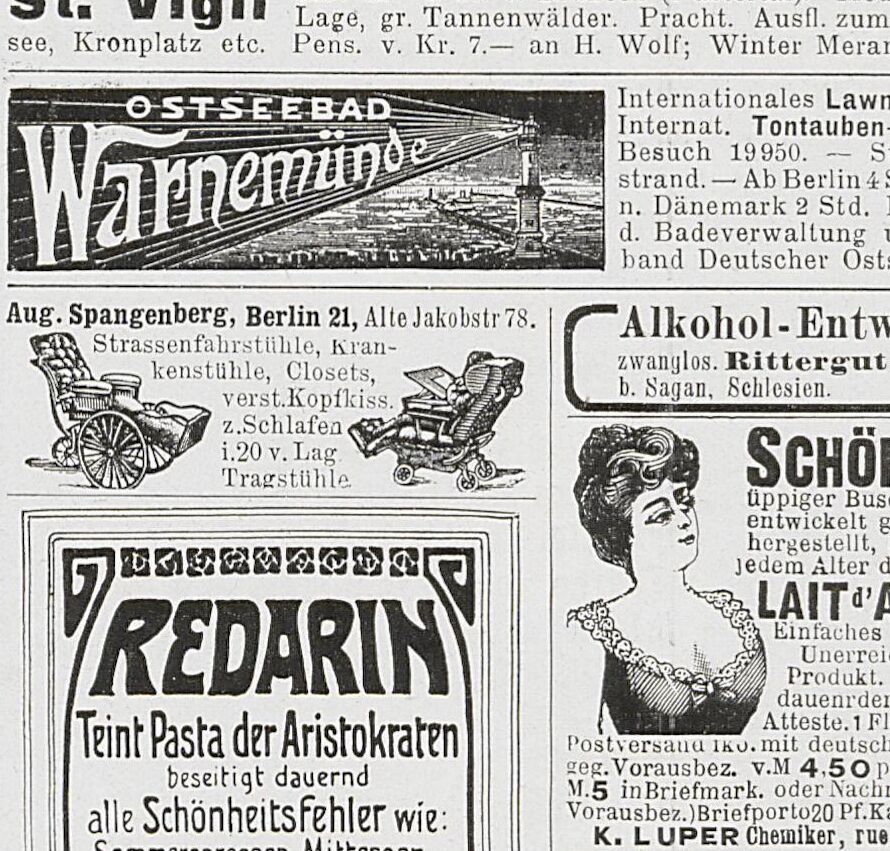 St. Vigil
see, Kronplatz etc.
Lage, gr. Tannenwälder. Pracht. Ausfl. zum
Pens. v. Kr. 7.— an H. Wolf; Winter Meran
OSTSEEBAD
Warnemünde
Internationales Lawn
Internat. Tontauben
Besuch 19950. —
strand. — Ab Berlin 4
n. Dänemark 2 Std.
d. Badeverwaltung
band Deutscher Osts
Aug. Spangenberg, Berlin 21, Alte Jakobstr 78.
Strassenfahrstühle, Kran-
kenstühle, Closets,
verst. Kopfkiss.
z. Schlafen
i. 20 v. Lag
Tragstühle
Alkohol-Entw
zwanglos. Rittergut
b. Sagan, Schlesien.
REDARIN
Teint Pasta der Aristokraten
beseitigt dauernd
alle Schönheitsfehler wie:
SCHÖ
üppiger Bus
entwickelt g
hergestellt,
jedem Alter d
LAIT d'A
Einfaches
Unerrei
Produkt.
dauernder
Atteste. 1 Fl
Postversand mit deutsch
geg. Vorausbez. v. M 4,50 p
M. 5 in Briefmark. oder Nachn
Vorausbez.) Briefporto 20 Pf. Ka
K. LUPER Chemiker, rue